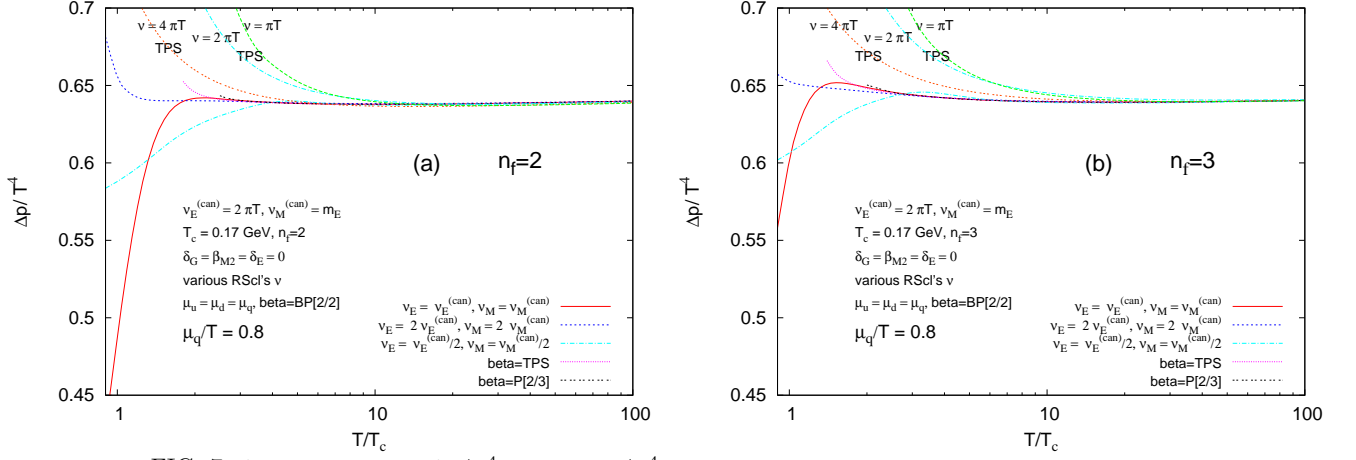 0.7
0.65
0.6
0.55
0.5
0.45
1
10
100
Δp/ T^4
T/T_c
ν = 4 πT
ν = πT
ν = 2 πT
TPS
TPS
(a) n_f=2
ν_E^(can) = 2 πT, ν_M^(can) = m_E
T_c = 0.17 GeV, n_f=2
δ_G = β_M2 = δ_E = 0
various RScl's ν
μ_u = μ_d = μ_q, beta=BP[2/2]
μ_q/T = 0.8
ν_E = ν_E^(can), ν_M = ν_M^(can)
ν_E = 2 ν_E^(can), ν_M = 2 ν_M^(can)
ν_E = ν_E^(can)/2, ν_M = ν_M^(can)/2
beta=TPS
beta=P[2/3]
0.7
0.65
0.6
0.55
0.5
0.45
1
10
100
Δp/ T^4
T/T_c
ν = 4 πT
ν = πT
ν = 2 πT
TPS
TPS
(b) n_f=3
ν_E^(can) = 2 πT, ν_M^(can) = m_E
T_c = 0.17 GeV, n_f=3
δ_G = β_M2 = δ_E = 0
various RScl's ν
μ_u = μ_d = μ_q, beta=BP[2/2]
μ_q/T = 0.8
ν_E = ν_E^(can), ν_M = ν_M^(can)
ν_E = 2 ν_E^(can), ν_M = 2 ν_M^(can)
ν_E = ν_E^(can)/2, ν_M = ν_M^(can)/2
beta=TPS
beta=P[2/3]